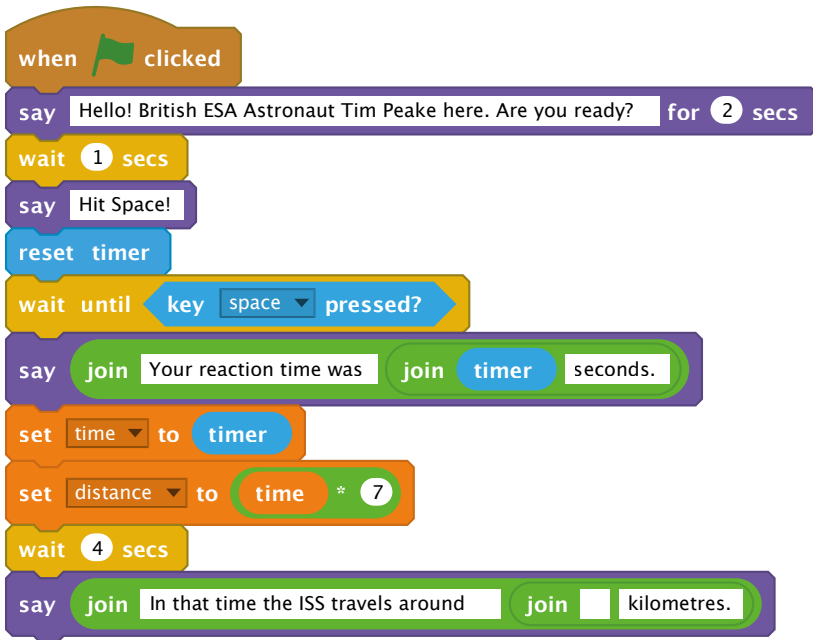 when clicked
say Hello! British ESA Astronaut Tim Peake here. Are you ready? for 2 secs
wait 1 secs
say Hit Space!
reset timer
wait until key space pressed?
say join Your reaction time was join timer seconds.
set time to timer
set distance to time * 7
wait 4 secs
say join In that time the ISS travels around join kilometres.